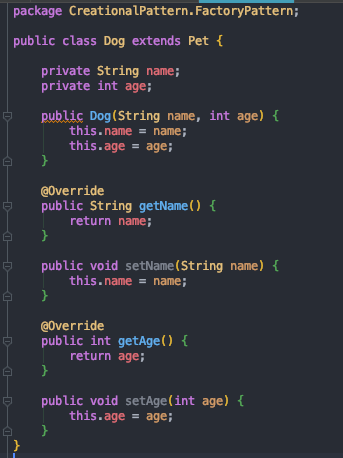 package CreationalPattern.FactoryPattern;
public class Dog extends Pet {
private String name;
private int age;
public Dog(String name, int age) {
this.name = name;
this.age = age;
}
@Override
public String getName() {
return name;
}
public void setName(String name) {
this.name = name;
}
@Override
public int getAge() {
return age;
}
public void setAge(int age) {
this.age = age;
}
}